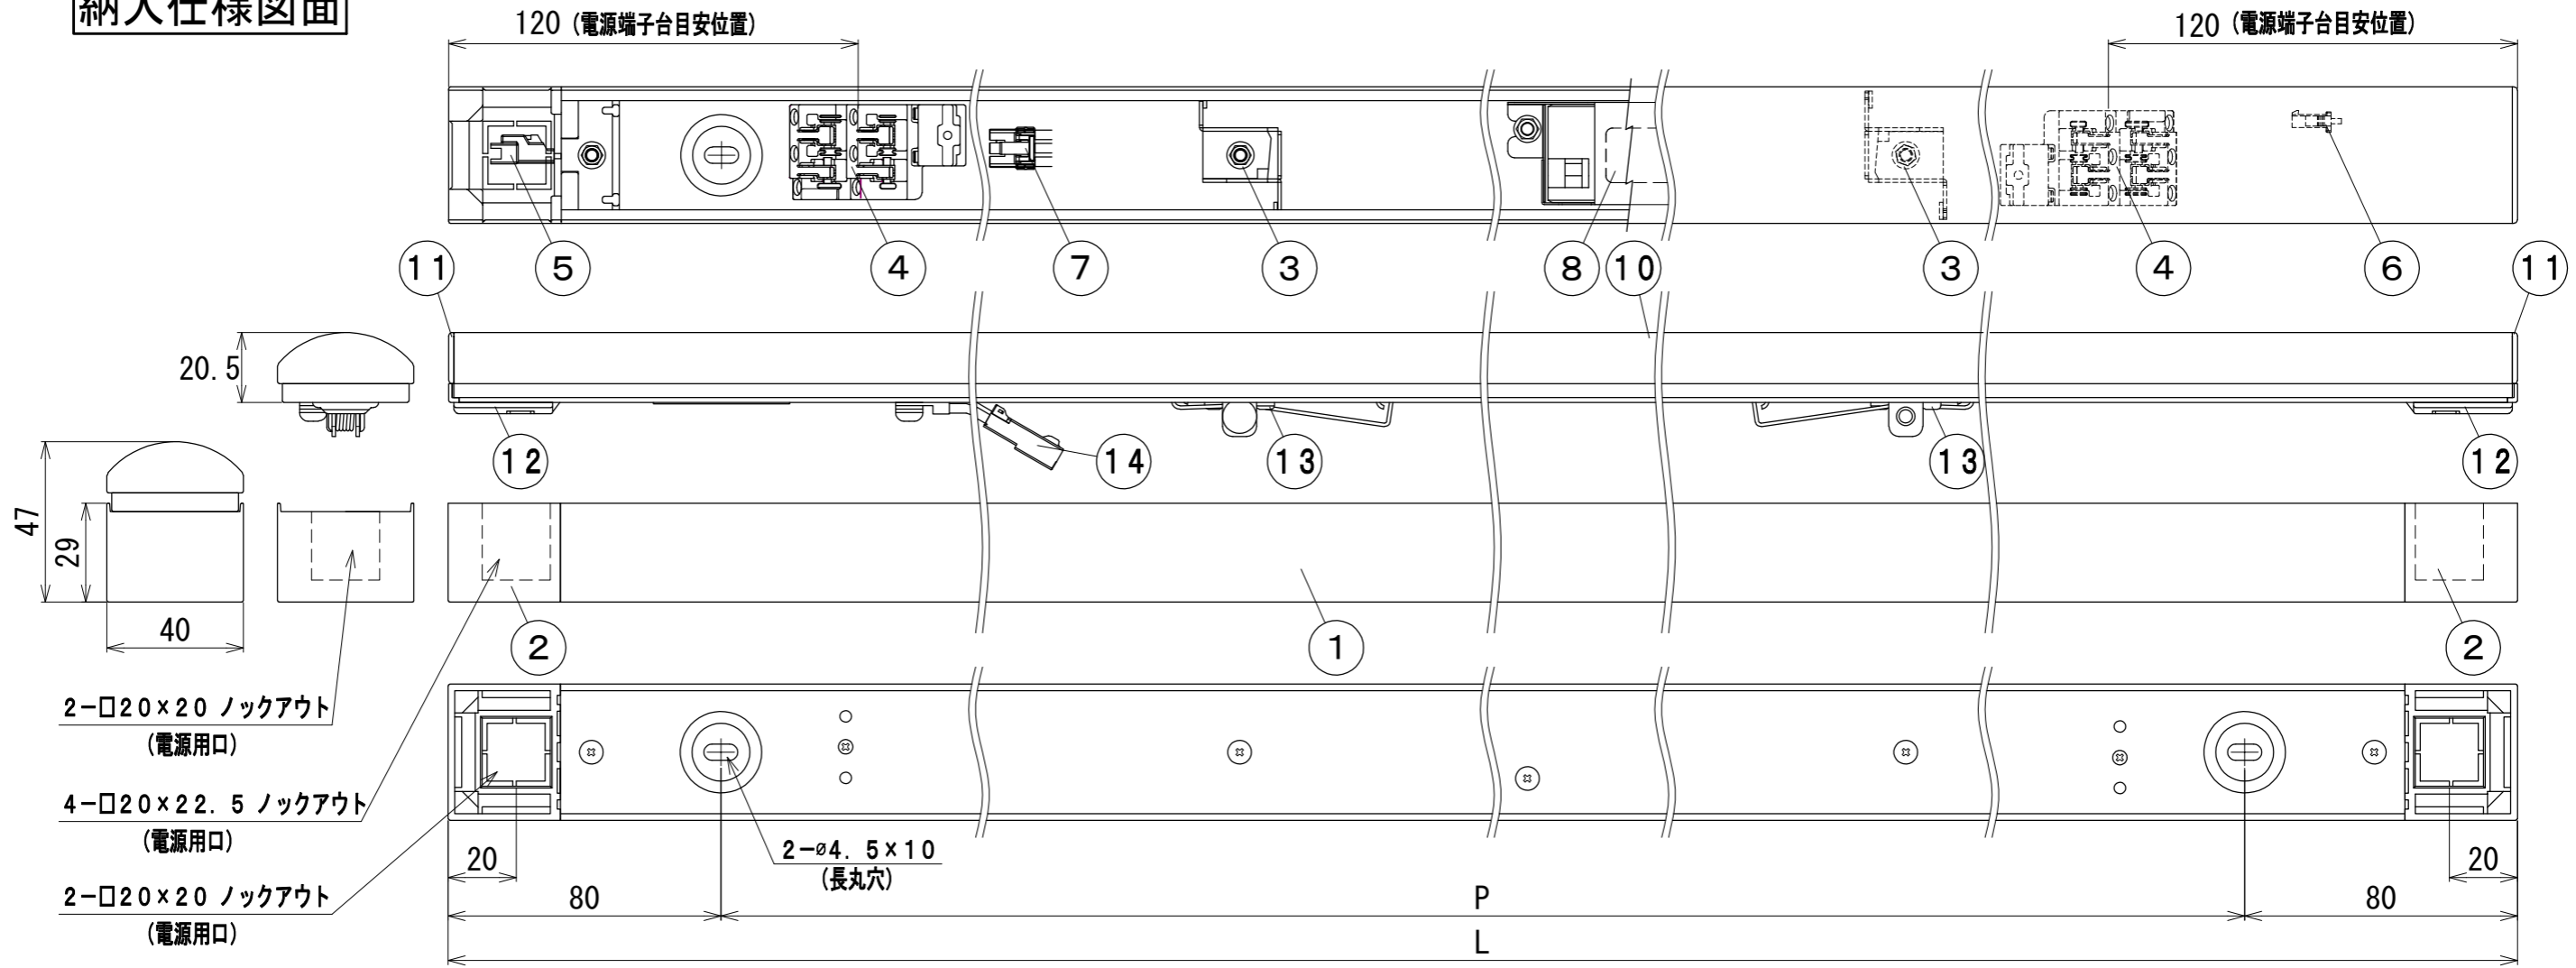 納入仕様図面
120 (電源端子台目安位置)
120 (電源端子台目安位置)
5
4
7
3
8
10
3
4
6
11
11
20.5
12
14
13
13
12
47
29
40
2
1
2
2-□20×20 ノックアウト
(電源用口)
4-□20×22.5 ノックアウト
(電源用口)
2-□20×20 ノックアウト
(電源用口)
2-ø4.5×10
(長丸穴)
20
20
80
P
80
L